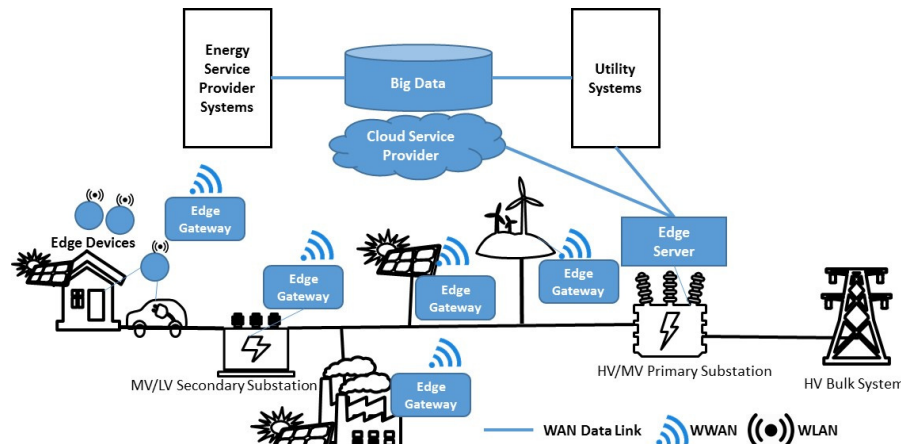 Energy
Service
Provider
Systems
Big Data
Utility
Systems
Cloud Service
Provider
Edge
Gateway
Edge Devices
Edge
Server
Edge
Gateway
Edge
Gateway
Edge
Gateway
MV/LV Secondary Substation
HV/MV Primary Substation
HV Bulk System
Edge
Gateway
WAN Data Link
WWAN
WLAN